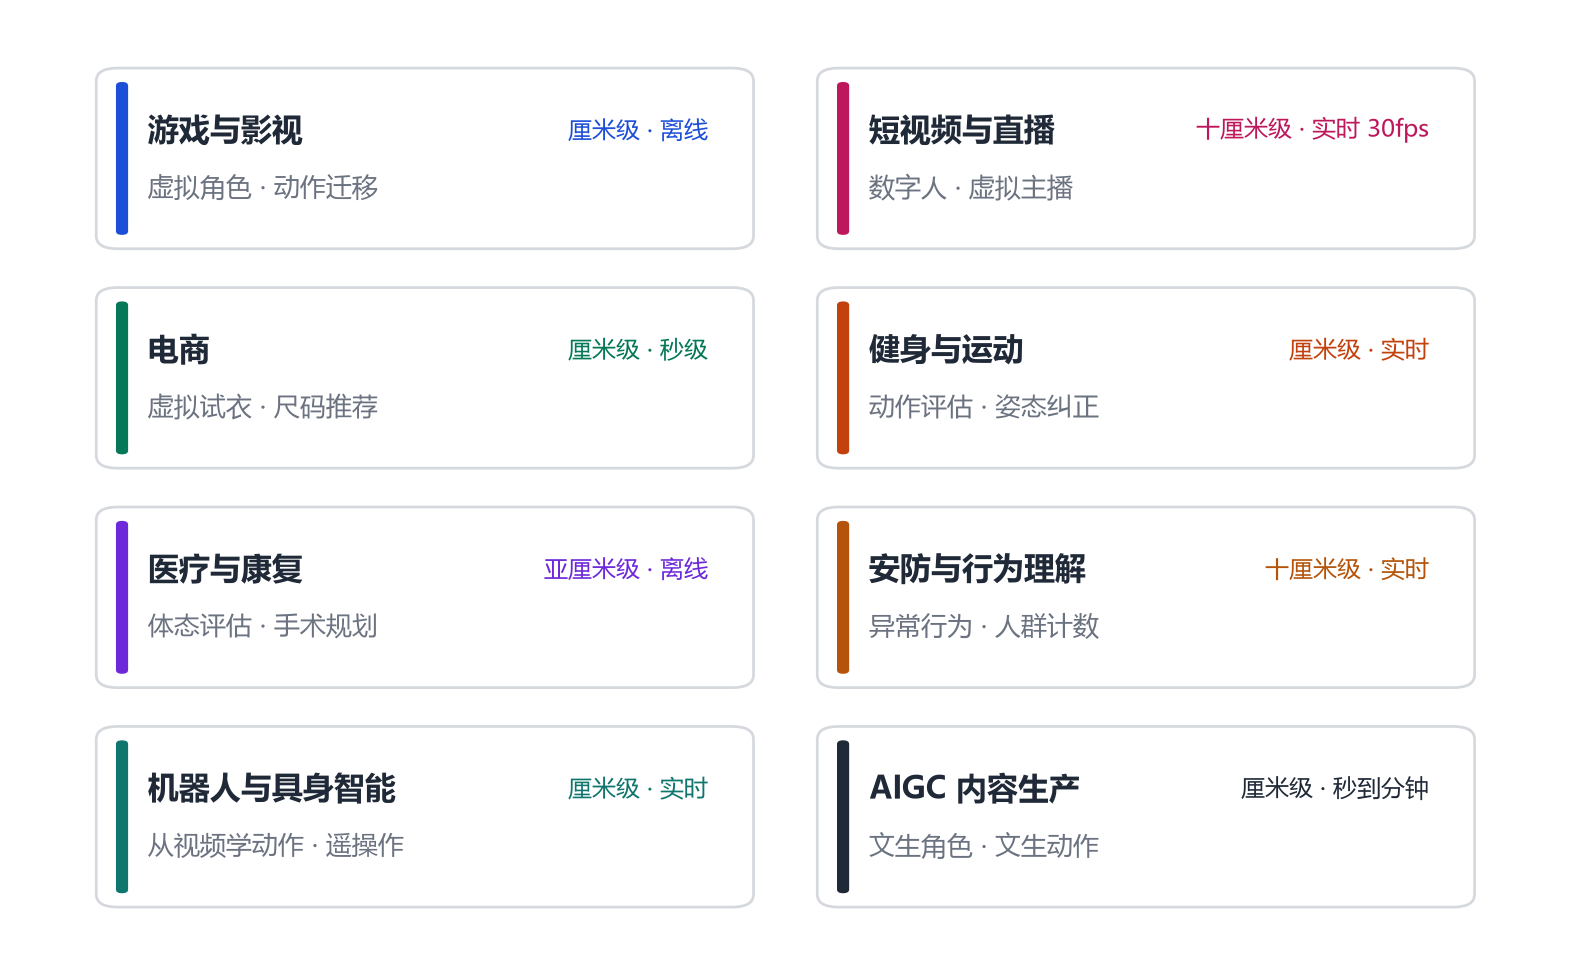 游戏与影视
厘米级 · 离线
虚拟角色 · 动作迁移
短视频与直播
十厘米级 · 实时 30fps
数字人 · 虚拟主播
电商
厘米级 · 秒级
虚拟试衣 · 尺码推荐
健身与运动
厘米级 · 实时
动作评估 · 姿态纠正
医疗与康复
亚厘米级 · 离线
体态评估 · 手术规划
安防与行为理解
十厘米级 · 实时
异常行为 · 人群计数
机器人与具身智能
厘米级 · 实时
从视频学动作 · 遥操作
AIGC 内容生产
厘米级 · 秒到分钟
文生角色 · 文生动作